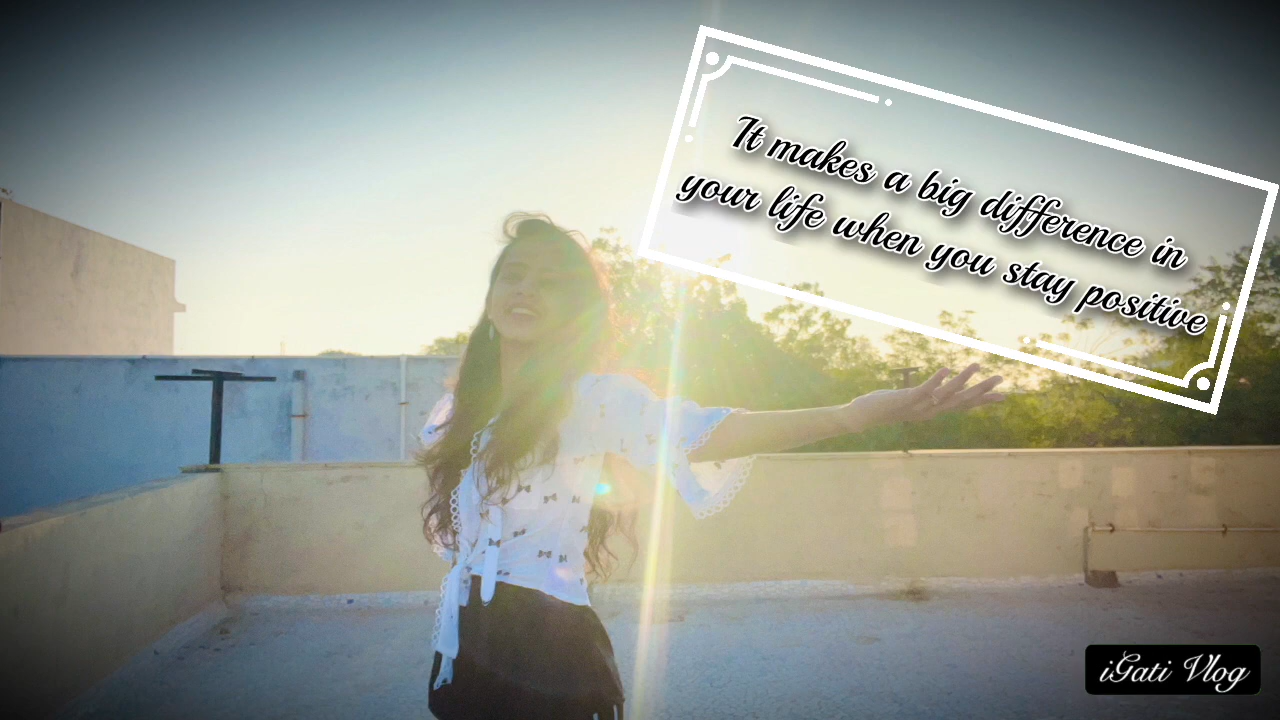 It makes a big difference in
your life when you stay positive
iGati Vlog